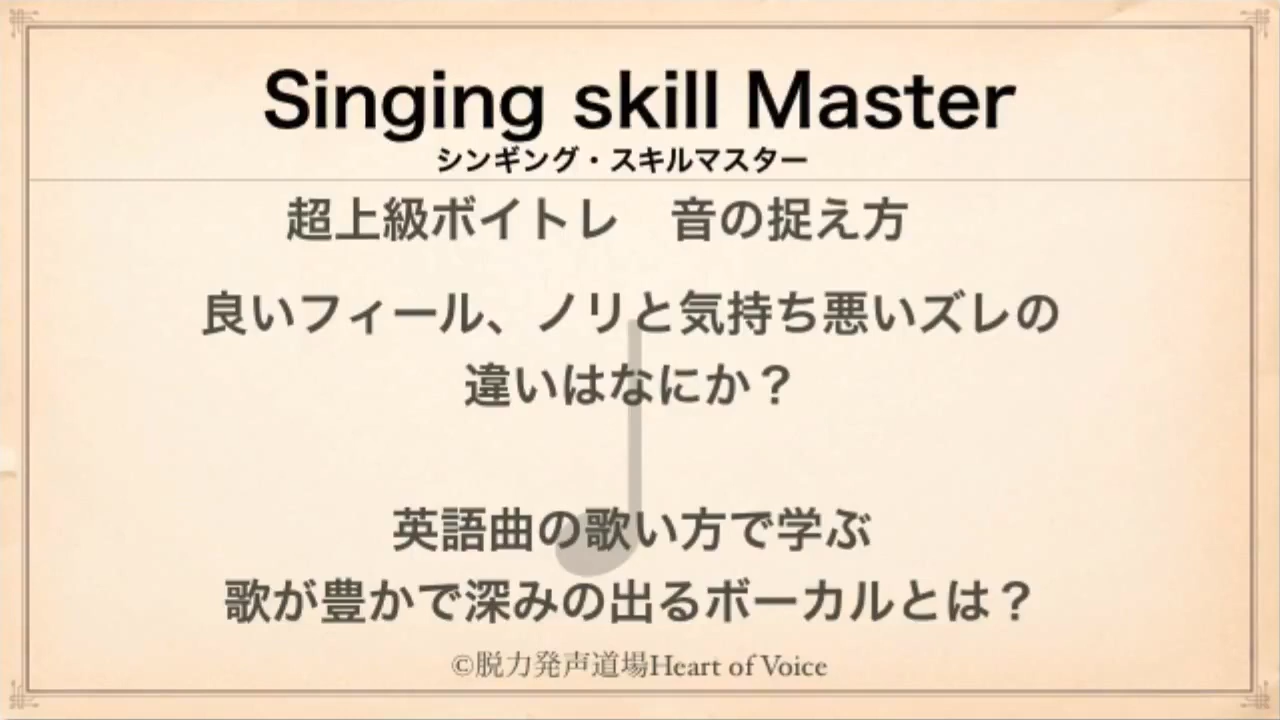 Singing skill Master
シンギング・スキルマスター
超上級ボイトレ　音の捉え方
良いフィール、ノリと気持ち悪いズレの
違いはなにか？
英語曲の歌い方で学ぶ
歌が豊かで深みの出るボーカルとは？
©脱力発声道場Heart of Voice